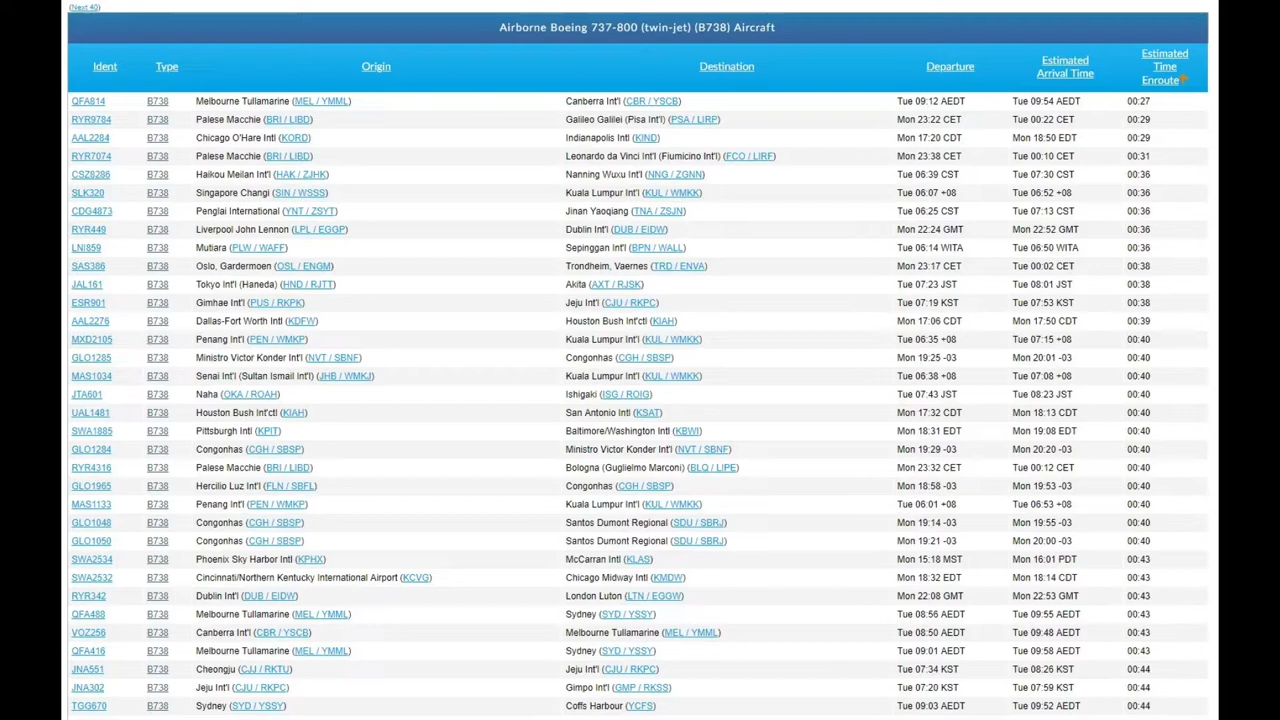 (Next 40)
Airborne Boeing 737-800 (twin-jet) (B738) Aircraft
Ident Type Origin Destination Departure Estimated Arrival Time Estimated Time Enroute
QFA814 B738 Melbourne Tullamarine (MEL / YMML) Canberra Int'l (CBR / YSCB) Tue 09:12 AEDT Tue 09:54 AEDT 00:27
RYR9784 B738 Palese Macchie (BRI / LIBD) Galileo Galilei (Pisa Int'l) (PSA / LIRP) Mon 23:22 CET Tue 00:22 CET 00:29
AAL2284 B738 Chicago O'Hare Intl (KORD) Indianapolis Intl (KIND) Mon 17:20 CDT Mon 18:50 EDT 00:29
RYR7074 B738 Palese Macchie (BRI / LIBD) Leonardo da Vinci Int'l (Fiumicino Int'l) (FCO / LIRF) Mon 23:38 CET Tue 00:10 CET 00:31
CSZ8286 B738 Haikou Meilan Int'l (HAK / ZJHK) Nanning Wuxu Int'l (NNG / ZGNN) Tue 06:39 CST Tue 07:30 CST 00:36
SLK320 B738 Singapore Changi (SIN / WSSS) Kuala Lumpur Int'l (KUL / WMKK) Tue 06:07 +08 Tue 06:52 +08 00:36
CDG4873 B738 Penglai International (YNT / ZSYT) Jinan Yaoqiang (TNA / ZSJN) Tue 06:25 CST Tue 07:13 CST 00:36
RYR449 B738 Liverpool John Lennon (LPL / EGGP) Dublin Int'l (DUB / EIDW) Mon 22:24 GMT Mon 22:52 GMT 00:36
LNI859 B738 Mutiara (PLW / WAFF) Sepinggan Int'l (BPN / WALL) Tue 06:14 WITA Tue 06:50 WITA 00:36
SAS386 B738 Oslo, Gardermoen (OSL / ENGM) Trondheim, Vaernes (TRD / ENVA) Mon 23:17 CET Tue 00:02 CET 00:38
JAL161 B738 Tokyo Int'l (Haneda) (HND / RJTT) Akita (AXT / RJSK) Tue 07:23 JST Tue 08:01 JST 00:38
ESR901 B738 Gimhae Int'l (PUS / RKPK) Jeju Int'l (CJU / RKPC) Tue 07:19 KST Tue 07:53 KST 00:38
AAL2276 B738 Dallas-Fort Worth Intl (KDFW) Houston Bush Int'ctl (KIAH) Mon 17:06 CDT Mon 17:50 CDT 00:39
MXD2105 B738 Penang Int'l (PEN / WMKP) Kuala Lumpur Int'l (KUL / WMKK) Tue 06:35 +08 Tue 07:15 +08 00:40
GLO1285 B738 Ministro Victor Konder Int'l (NVT / SBNF) Congonhas (CGH / SBSP) Mon 19:25 -03 Mon 20:01 -03 00:40
MAS1034 B738 Senai Int'l (Sultan Ismail Int'l) (JHB / WMKJ) Kuala Lumpur Int'l (KUL / WMKK) Tue 06:38 +08 Tue 07:08 +08 00:40
JTA601 B738 Naha (OKA / ROAH) Ishigaki (ISG / ROIG) Tue 07:43 JST Tue 08:23 JST 00:40
UAL1481 B738 Houston Bush Int'ctl (KIAH) San Antonio Intl (KSAT) Mon 17:32 CDT Mon 18:13 CDT 00:40
SWA1885 B738 Pittsburgh Intl (KPIT) Baltimore/Washington Intl (KBWI) Mon 18:31 EDT Mon 19:08 EDT 00:40
GLO1284 B738 Congonhas (CGH / SBSP) Ministro Victor Konder Int'l (NVT / SBNF) Mon 19:29 -03 Mon 20:20 -03 00:40
RYR4316 B738 Palese Macchie (BRI / LIBD) Bologna (Guglielmo Marconi) (BLQ / LIPE) Mon 23:32 CET Tue 00:12 CET 00:40
GLO1965 B738 Hercilio Luz Int'l (FLN / SBFL) Congonhas (CGH / SBSP) Mon 18:58 -03 Mon 19:53 -03 00:40
MAS1133 B738 Penang Int'l (PEN / WMKP) Kuala Lumpur Int'l (KUL / WMKK) Tue 06:01 +08 Tue 06:53 +08 00:40
GLO1048 B738 Congonhas (CGH / SBSP) Santos Dumont Regional (SDU / SBRJ) Mon 19:14 -03 Mon 19:55 -03 00:40
GLO1050 B738 Congonhas (CGH / SBSP) Santos Dumont Regional (SDU / SBRJ) Mon 19:21 -03 Mon 20:00 -03 00:40
SWA2534 B738 Phoenix Sky Harbor Intl (KPHX) McCarran Intl (KLAS) Mon 15:18 MST Mon 16:01 PDT 00:43
SWA2532 B738 Cincinnati/Northern Kentucky International Airport (KCVG) Chicago Midway Intl (KMDW) Mon 18:32 EDT Mon 18:14 CDT 00:43
RYR342 B738 Dublin Int'l (DUB / EIDW) London Luton (LTN / EGGW) Mon 22:08 GMT Mon 22:53 GMT 00:43
QFA488 B738 Melbourne Tullamarine (MEL / YMML) Sydney (SYD / YSSY) Tue 08:56 AEDT Tue 09:55 AEDT 00:43
VOZ256 B738 Canberra Int'l (CBR / YSCB) Melbourne Tullamarine (MEL / YMML) Tue 08:50 AEDT Tue 09:48 AEDT 00:43
QFA416 B738 Melbourne Tullamarine (MEL / YMML) Sydney (SYD / YSSY) Tue 09:01 AEDT Tue 09:58 AEDT 00:43
JNA551 B738 Cheongju (CJJ / RKTU) Jeju Int'l (CJU / RKPC) Tue 07:34 KST Tue 08:26 KST 00:44
JNA302 B738 Jeju Int'l (CJU / RKPC) Gimpo Int'l (GMP / RKSS) Tue 07:20 KST Tue 07:59 KST 00:44
TGG670 B738 Sydney (SYD / YSSY) Coffs Harbour (YCFS) Tue 09:03 AEDT Tue 09:52 AEDT 00:44